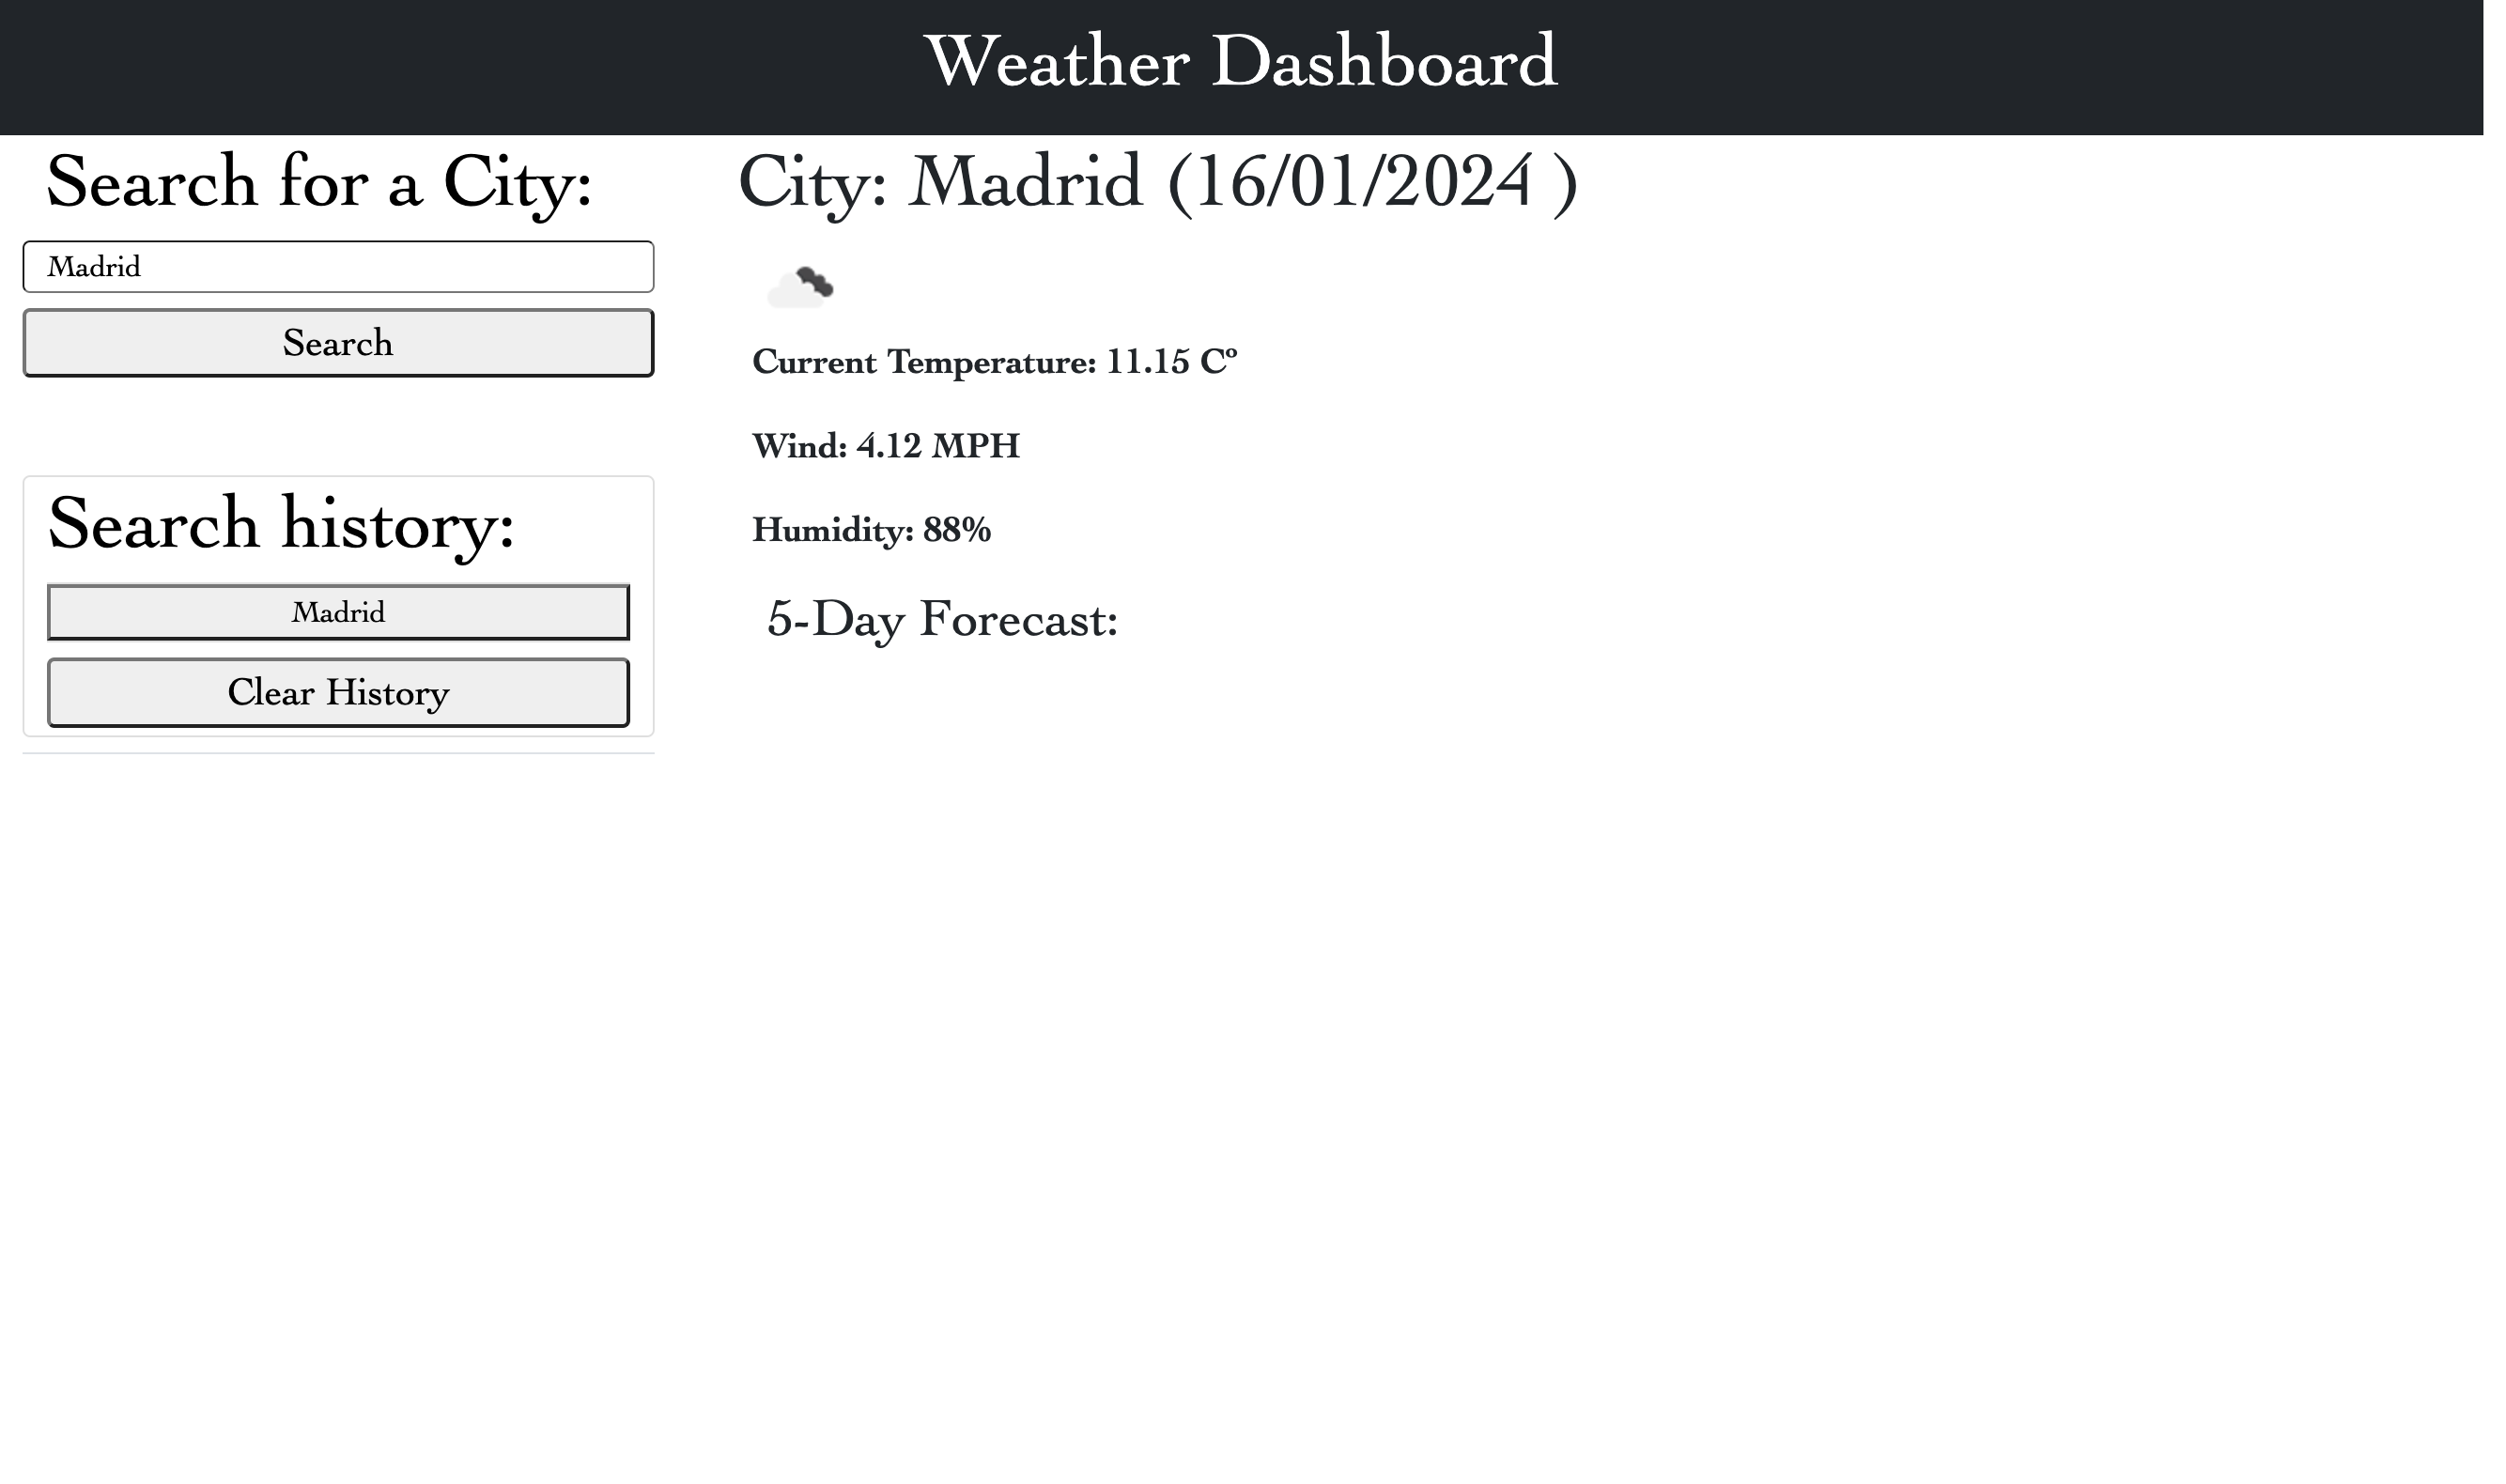 Weather Dashboard
Search for a City:
Madrid
Search
Search history:
Madrid
Clear History
City: Madrid (16/01/2024 )
Current Temperature: 11.15 C°
Wind: 4.12 MPH
Humidity: 88%
5-Day Forecast: